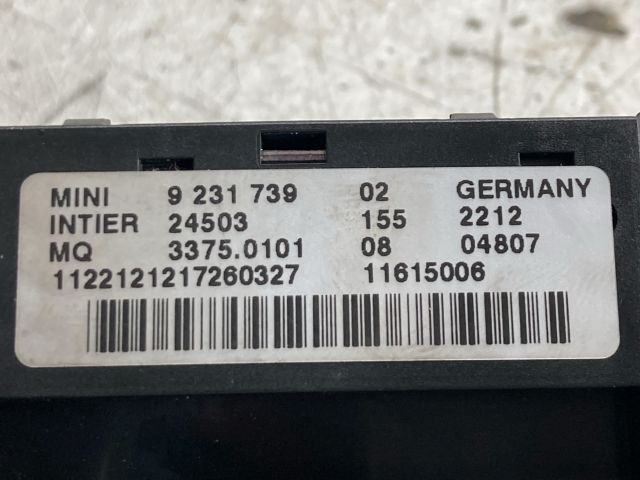 MINI 9 231 739 02 GERMANY
INTIER 24503 155 2212
MQ 3375.0101 08 04807
1122121217260327 11615006